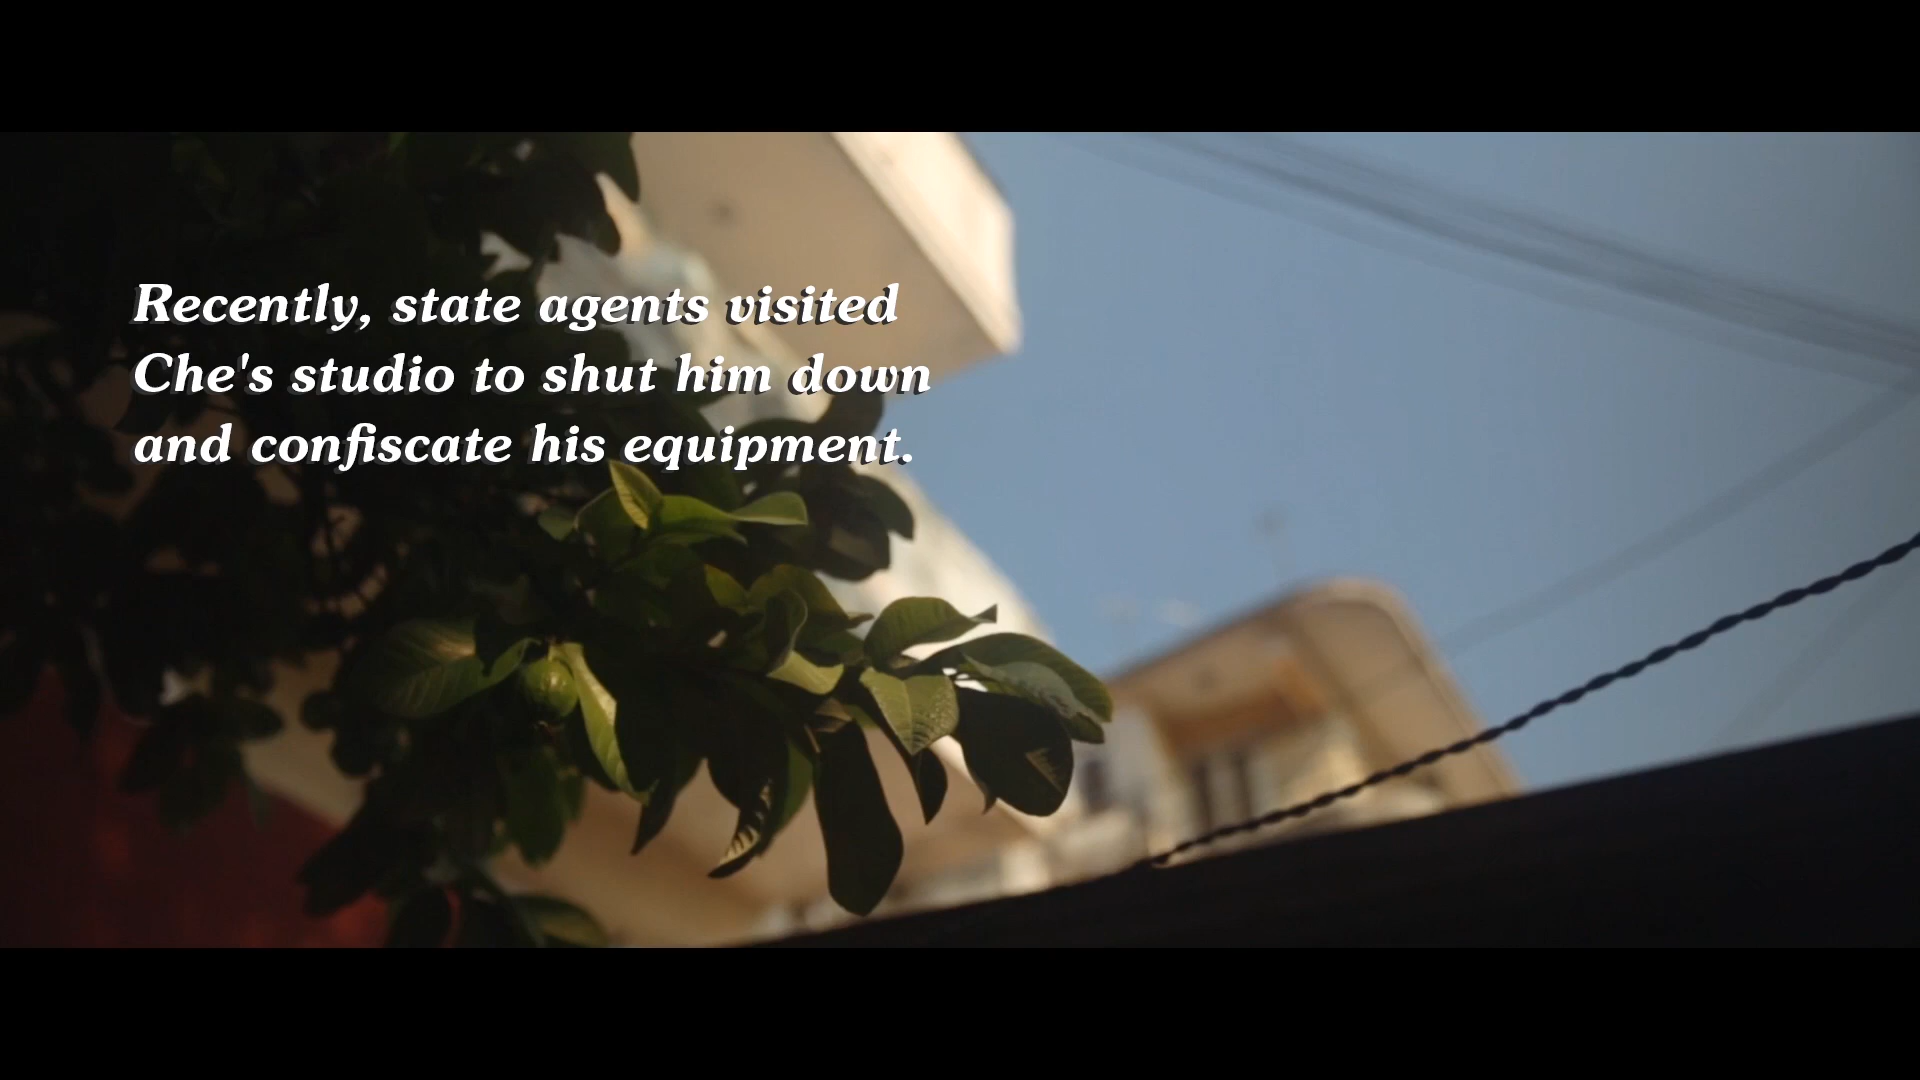 Recently, state agents visited
Che's studio to shut him down
and confiscate his equipment.